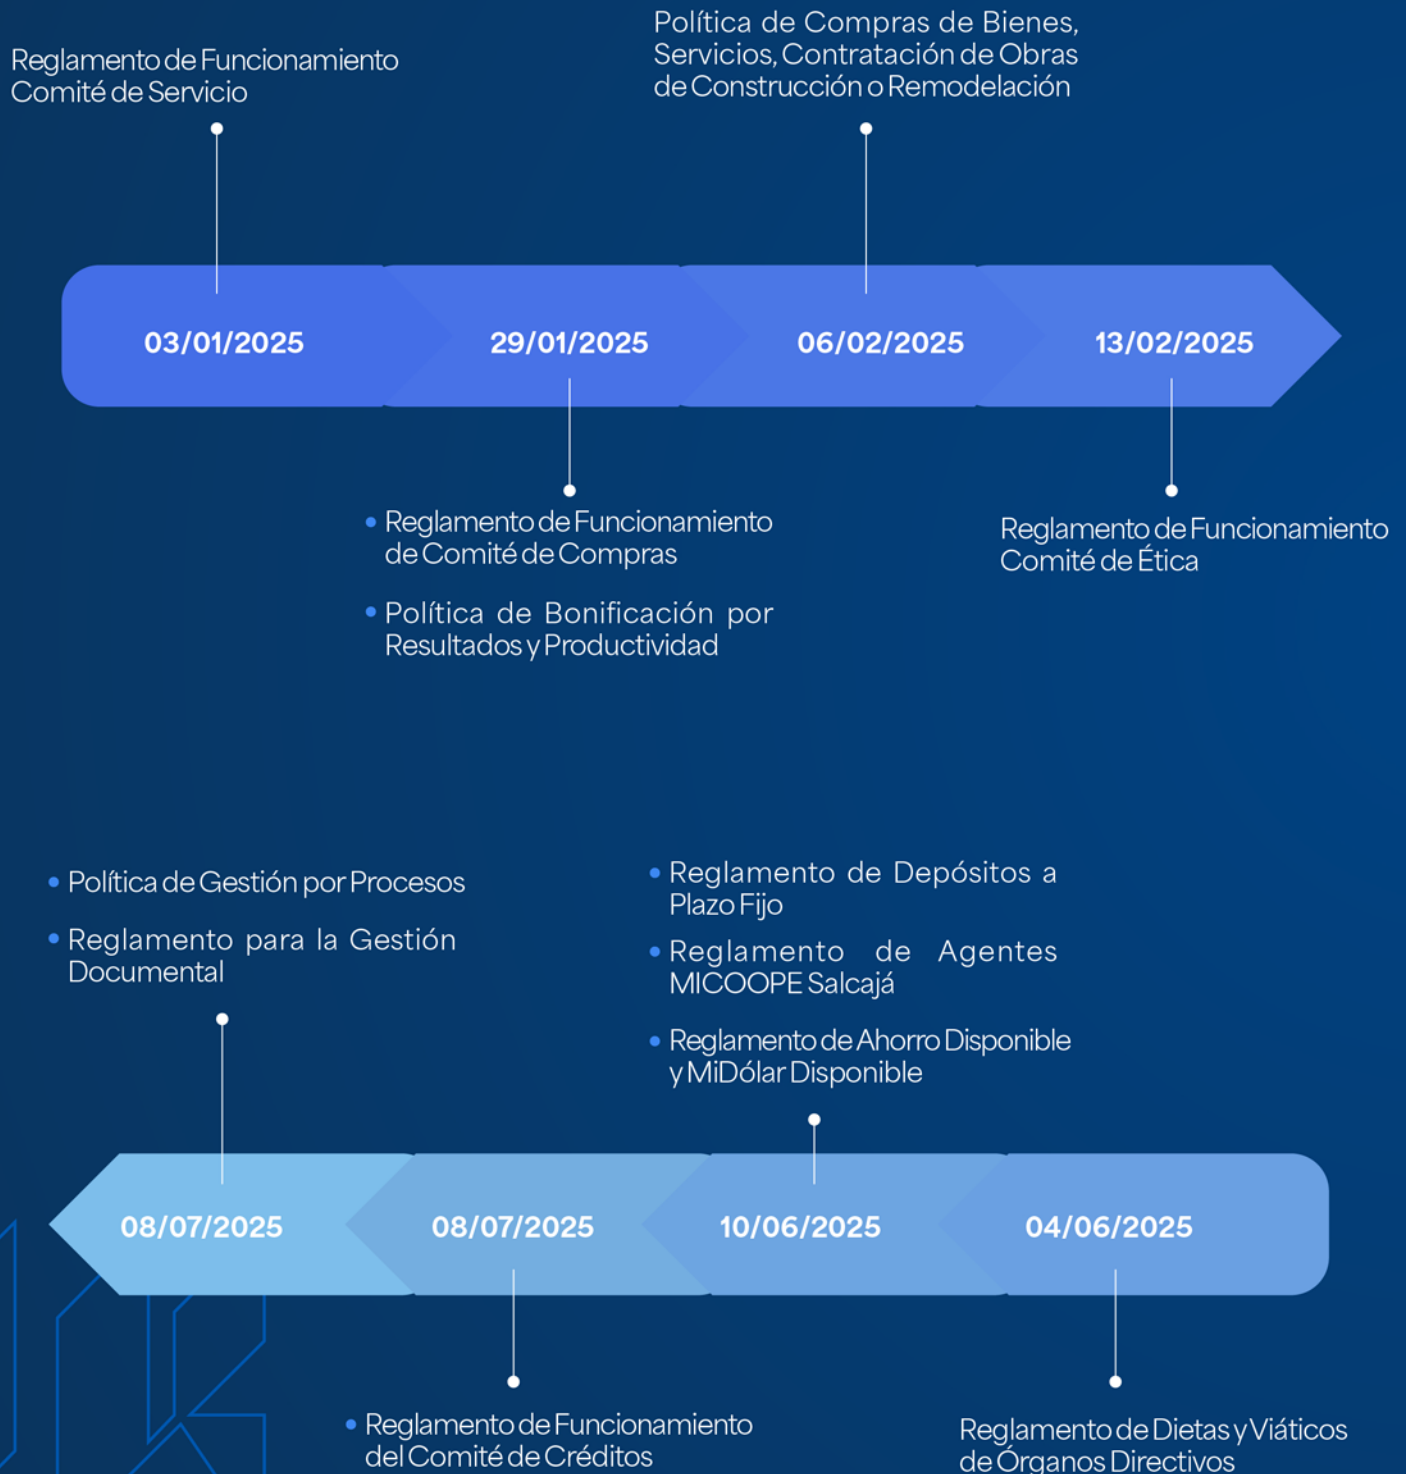 Reglamento de Funcionamiento
Comité de Servicio
Política de Compras de Bienes,
Servicios, Contratación de Obras
de Construcción o Remodelación
03/01/2025
29/01/2025
06/02/2025
13/02/2025
• Reglamento de Funcionamiento
de Comité de Compras
• Política de Bonificación por
Resultados y Productividad
Reglamento de Funcionamiento
Comité de Ética
• Política de Gestión por Procesos
• Reglamento para la Gestión
Documental
• Reglamento de Depósitos a
Plazo Fijo
• Reglamento de Agentes
MICOOPE Salcajá
• Reglamento de Ahorro Disponible
y MiDólar Disponible
08/07/2025
08/07/2025
10/06/2025
04/06/2025
• Reglamento de Funcionamiento
del Comité de Créditos
Reglamento de Dietas y Viáticos
de Órganos Directivos